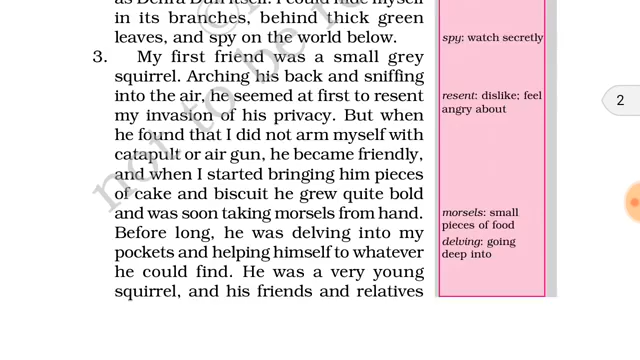 as Dehra Dun itself. I could hide myself
in its branches, behind thick green
leaves, and spy on the world below.
spy: watch secretly
3. My first friend was a small grey
squirrel. Arching his back and sniffing
into the air, he seemed at first to resent
my invasion of his privacy. But when
he found that I did not arm myself with
catapult or air gun, he became friendly,
and when I started bringing him pieces
of cake and biscuit he grew quite bold
and was soon taking morsels from hand.
Before long, he was delving into my
pockets and helping himself to whatever
he could find. He was a very young
squirrel, and his friends and relatives
resent: dislike; feel
angry about
morsels: small
pieces of food
delving: going
deep into
2
not to be re